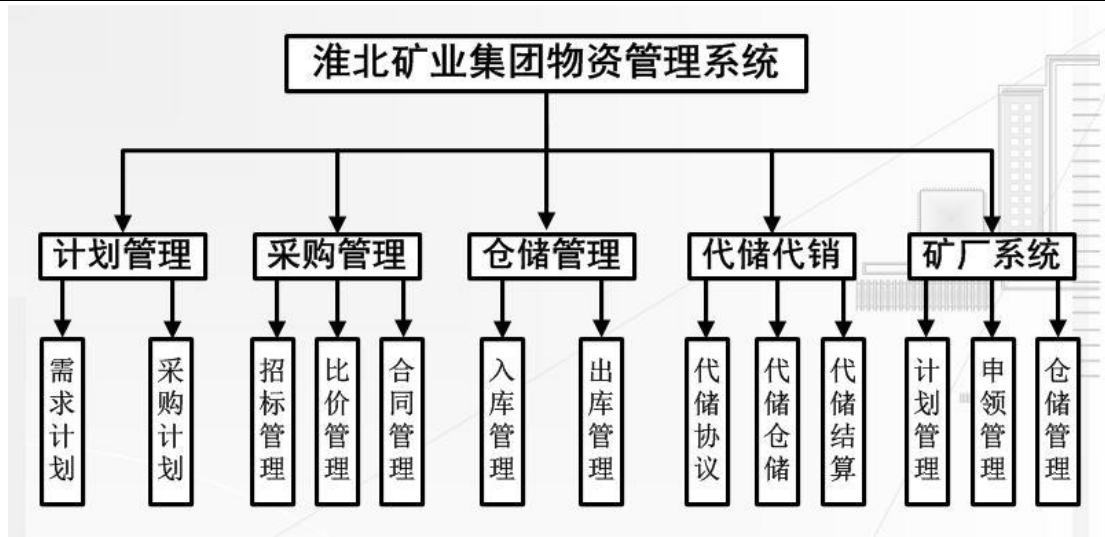 淮北矿业集团物资管理系统
计划管理
采购管理
仓储管理
代储代销
矿厂系统
需求计划
采购计划
招标管理
比价管理
合同管理
入库管理
出库管理
代储协议
代储仓储
代储结算
计划管理
申领管理
仓储管理